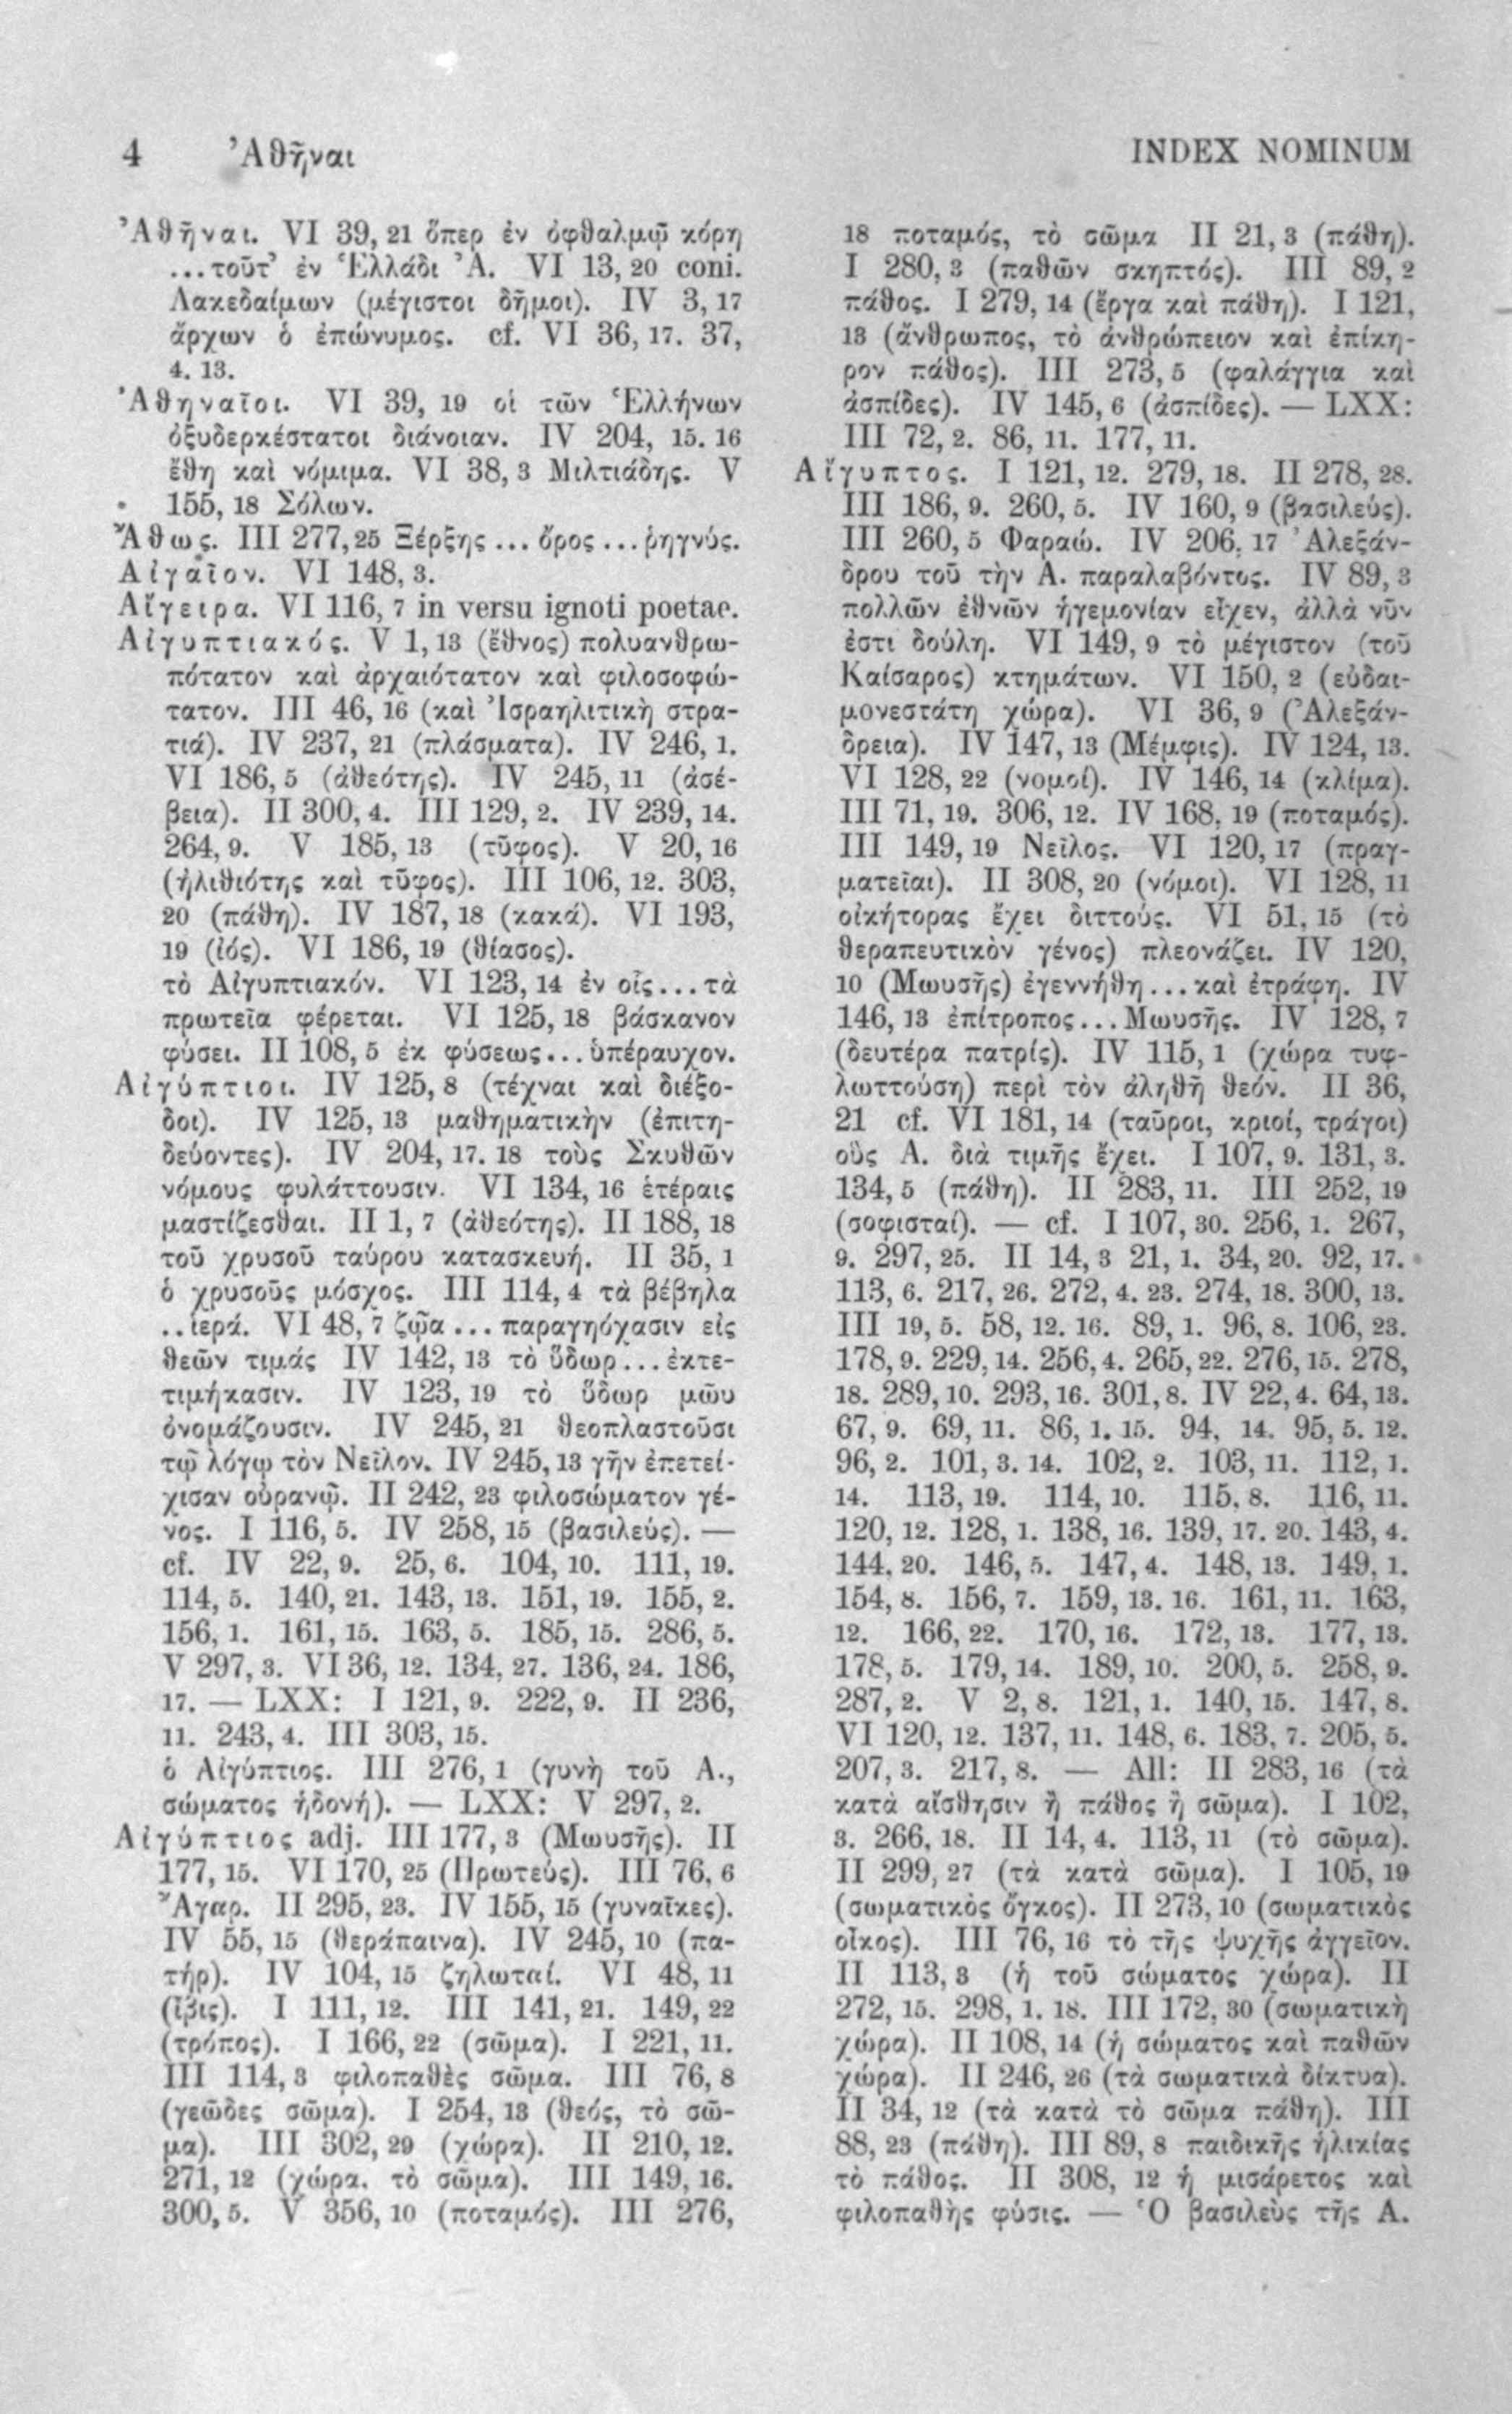 4 Ἀθῆναι INDEX NOMINUM
Ἀθῆναι. VI 39, 21 ὅπερ ἐν ὀφθαλμῷ κόρη
...τοῦτ’ ἐν Ἑλλάδι Ἀ. VI 13, 20 coni.
Λακεδαίμων (μέγιστοι δῆμοι). IV 3, 17
ἄρχων ὁ ἐπώνυμος. cf. VI 36, 17. 37,
4. 13.
Ἀθηναῖοι. VI 39, 19 οἱ τῶν Ἑλλήνων
ὀξυδερκέστατοι διάνοιαν. IV 204, 15. 16
ἔθη καὶ νόμιμα. VI 38, 3 Μιλτιάδης. V
155, 18 Σόλων.
Ἄθως. III 277, 25 Ξέρξης ... ὄρος ... ῥηγνύς.
Αἰγαῖον. VI 148, 3.
Αἴγειρα. VI 116, 7 in versu ignoti poetae.
Αἰγυπτιακός. V 1, 13 (ἔθνος) πολυανθρω-
πότατον καὶ ἀρχαιότατον καὶ φιλοσοφώ-
τατον. III 46, 16 (καὶ Ἰσραηλιτικὴ στρα-
τιά). IV 237, 21 (πλάσματα). IV 246, 1.
VI 186, 5 (ἀθεότης). IV 245, 11 (ἀσέ-
βεια). II 300, 4. III 129, 2. IV 239, 14.
264, 9. V 185, 13 (τῦφος). V 20, 16
(ἠλιθιότης καὶ τῦφος). III 106, 12. 303,
20 (πάθη). IV 187, 18 (κακά). VI 193,
19 (ἰός). VI 186, 19 (θίασος).
τὸ Αἰγυπτιακόν. VI 123, 14 ἐν οἷς...τὰ
πρωτεῖα φέρεται. VI 125, 18 βάσκανον
φύσει. II 108, 5 ἐκ φύσεως... ὑπέραυχον.
Αἰγύπτιοι. IV 125, 8 (τέχναι καὶ διέξο-
δοι). IV 125, 13 μαθηματικὴν (ἐπιτη-
δεύοντες). IV 204, 17. 18 τοὺς Σκυθῶν
νόμους φυλάττουσιν. VI 134, 16 ἑτέραις
μαστίζεσθαι. II 1, 7 (ἀθεότης). II 188, 18
τοῦ χρυσοῦ ταύρου κατασκευή. II 35, 1
ὁ χρυσοῦς μόσχος. III 114, 4 τὰ βέβηλα
..ἱερά. VI 48, 7 ζῷα ... παραγηόχασιν εἰς
θεῶν τιμάς IV 142, 13 τὸ ὕδωρ... ἐκτε-
τιμήκασιν. IV 123, 19 τὸ ὕδωρ μῶυ
ὀνομάζουσιν. IV 245, 21 θεοπλαστοῦσι
τῷ λόγῳ τὸν Νεῖλον. IV 245, 13 γῆν ἐπετεί-
χισαν οὐρανῷ. II 242, 23 φιλοσώματον γέ-
νος. I 116, 5. IV 258, 15 (βασιλεύς). —
cf. IV 22, 9. 25, 6. 104, 10. 111, 19.
114, 5. 140, 21. 143, 13. 151, 19. 155, 2.
156, 1. 161, 15. 163, 5. 185, 15. 286, 5.
V 297, 3. VI 36, 12. 134, 27. 136, 24. 186,
17. — LXX: I 121, 9. 222, 9. II 236,
11. 243, 4. III 303, 15.
ὁ Αἰγύπτιος. III 276, 1 (γυνὴ τοῦ Α.,
σώματος ἡδονή). — LXX: V 297, 2.
Αἰγύπτιος adj. III 177, 3 (Μωυσῆς). II
177, 15. VI 170, 25 (Πρωτεύς). III 76, 6
Ἄγαρ. II 295, 23. IV 155, 15 (γυναῖκες).
IV 55, 15 (θεράπαινα). IV 245, 10 (πα-
τήρ). IV 104, 15 ζηλωταί. VI 48, 11
(ἶβις). I 111, 12. III 141, 21. 149, 22
(τρόπος). I 166, 22 (σῶμα). I 221, 11.
III 114, 3 φιλοπαθὲς σῶμα. III 76, 8
(γεῶδες σῶμα). I 254, 13 (θεός, τὸ σῶ-
μα). III 302, 29 (χώρα). II 210, 12.
271, 12 (χώρα. τὸ σῶμα). III 149, 16.
300, 5. V 356, 10 (ποταμός). III 276,
18 ποταμός, τὸ σῶμα II 21, 3 (πάθη).
I 280, 3 (παθῶν σκηπτός). III 89, 2
πάθος. I 279, 14 (ἔργα καὶ πάθη). I 121,
13 (ἄνθρωπος, τὸ ἀνθρώπειον καὶ ἐπίκη-
ρον πάθος). III 273, 5 (φαλάγγια καὶ
ἀσπίδες). IV 145, 6 (ἀσπίδες). — LXX:
III 72, 2. 86, 11. 177, 11.
Αἴγυπτος. I 121, 12. 279, 18. II 278, 28.
III 186, 9. 260, 5. IV 160, 9 (βασιλεύς).
III 260, 5 Φαραώ. IV 206, 17 Ἀλεξάν-
δρου τοῦ τὴν Α. παραλαβόντος. IV 89, 3
πολλῶν ἐθνῶν ἡγεμονίαν εἶχεν, ἀλλὰ νῦν
ἐστι δούλη. VI 149, 9 τὸ μέγιστον (τοῦ
Καίσαρος) κτημάτων. VI 150, 2 (εὐδαι-
μονεστάτη χώρα). VI 36, 9 (Ἀλεξάν-
δρεια). IV 147, 13 (Μέμφις). IV 124, 13.
VI 128, 22 (νομοί). IV 146, 14 (κλίμα).
III 71, 19. 306, 12. IV 168, 19 (ποταμός).
III 149, 19 Νεῖλος. VI 120, 17 (πραγ-
ματεῖαι). II 308, 20 (νόμοι). VI 128, 11
οἰκήτορας ἔχει διττούς. VI 51, 15 (τὸ
θεραπευτικὸν γένος) πλεονάζει. IV 120,
10 (Μωυσῆς) ἐγεννήθη ... καὶ ἐτράφη. IV
146, 13 ἐπίτροπος... Μωυσῆς. IV 128, 7
(δευτέρα πατρίς). IV 115, 1 (χώρα τυφ-
λωττούση) περὶ τὸν ἀληθῆ θεόν. II 36,
21 cf. VI 181, 14 (ταῦροι, κριοί, τράγοι)
οὓς Α. διὰ τιμῆς ἔχει. I 107, 9. 131, 3.
134, 5 (πάθη). II 283, 11. III 252, 19
(σοφισταί). — cf. I 107, 30. 256, 1. 267,
9. 297, 25. II 14, 3 21, 1. 34, 20. 92, 17.
113, 6. 217, 26. 272, 4. 23. 274, 18. 300, 13.
III 19, 5. 58, 12. 16. 89, 1. 96, 8. 106, 23.
178, 9. 229, 14. 256, 4. 265, 22. 276, 15. 278,
18. 289, 10. 293, 16. 301, 8. IV 22, 4. 64, 13.
67, 9. 69, 11. 86, 1. 15. 94, 14. 95, 5. 12.
96, 2. 101, 3. 14. 102, 2. 103, 11. 112, 1.
14. 113, 19. 114, 10. 115, 8. 116, 11.
120, 12. 128, 1. 138, 16. 139, 17. 20. 143, 4.
144, 20. 146, 5. 147, 4. 148, 13. 149, 1.
154, 8. 156, 7. 159, 13. 16. 161, 11. 163,
12. 166, 22. 170, 16. 172, 13. 177, 13.
178, 5. 179, 14. 189, 10. 200, 5. 258, 9.
287, 2. V 2, 8. 121, 1. 140, 15. 147, 8.
VI 120, 12. 137, 11. 148, 6. 183, 7. 205, 5.
207, 3. 217, 8. — All: II 283, 16 (τὰ
κατὰ αἴσθησιν ἢ πάθος ἢ σῶμα). I 102,
3. 266, 18. II 14, 4. 113, 11 (τὸ σῶμα).
II 299, 27 (τὰ κατὰ σῶμα). I 105, 19
(σωματικὸς ὄγκος). II 273, 10 (σωματικὸς
οἶκος). III 76, 16 τὸ τῆς ψυχῆς ἀγγεῖον.
II 113, 3 (ἡ τοῦ σώματος χώρα). II
272, 15. 298, 1. 18. III 172, 30 (σωματικὴ
χώρα). II 108, 14 (ἡ σώματος καὶ παθῶν
χώρα). II 246, 26 (τὰ σωματικὰ δίκτυα).
II 34, 12 (τὰ κατὰ τὸ σῶμα πάθη). III
88, 23 (πάθη). III 89, 8 παιδικῆς ἡλικίας
τὸ πάθος. II 308, 12 ἡ μισάρετος καὶ
φιλοπαθὴς φύσις. — Ὁ βασιλεὺς τῆς Α.